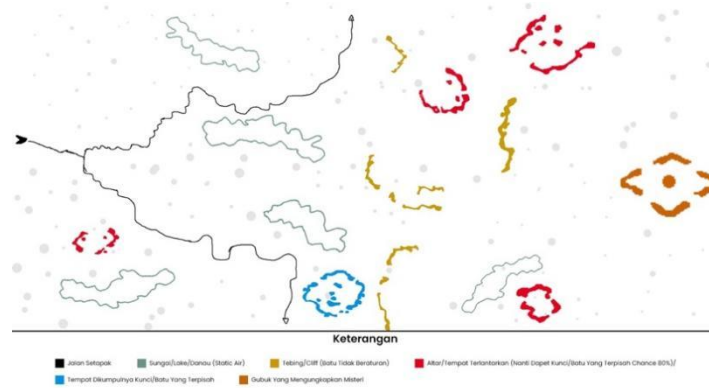 Keterangan
Jalan Setapak
Sungai/Lake/Danau (Static Air)
Tebing/Cliff (Batu Tidak Beraturan)
Altar/Tempat Terlantarkan (Nanti Dapet Kunci/Batu Yang Terpisah Chance 80%)/
Tempat Dikumpulnya Kunci/Batu Yang Terpisah
Gubuk Yang Mengungkapkan Misteri